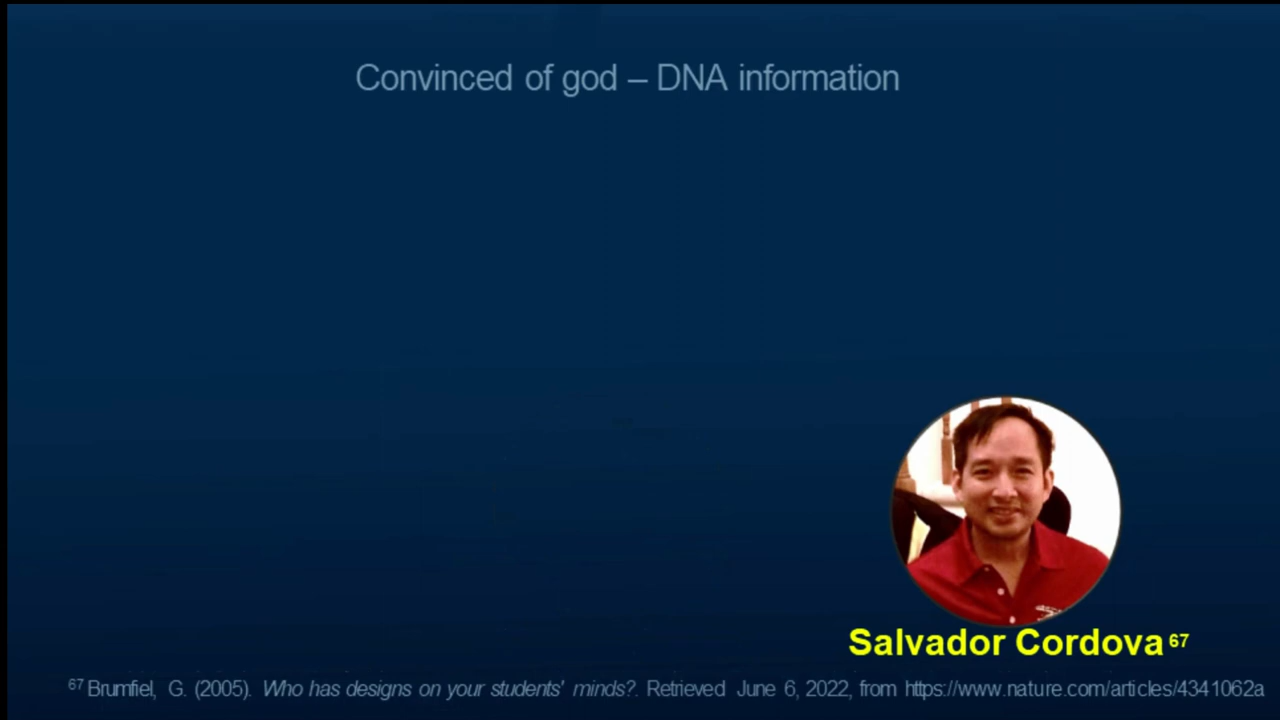 Convinced of god – DNA information
Salvador Cordova 67
67 Brumfiel, G. (2005). Who has designs on your students' minds?. Retrieved June 6, 2022, from https://www.nature.com/articles/4341062a